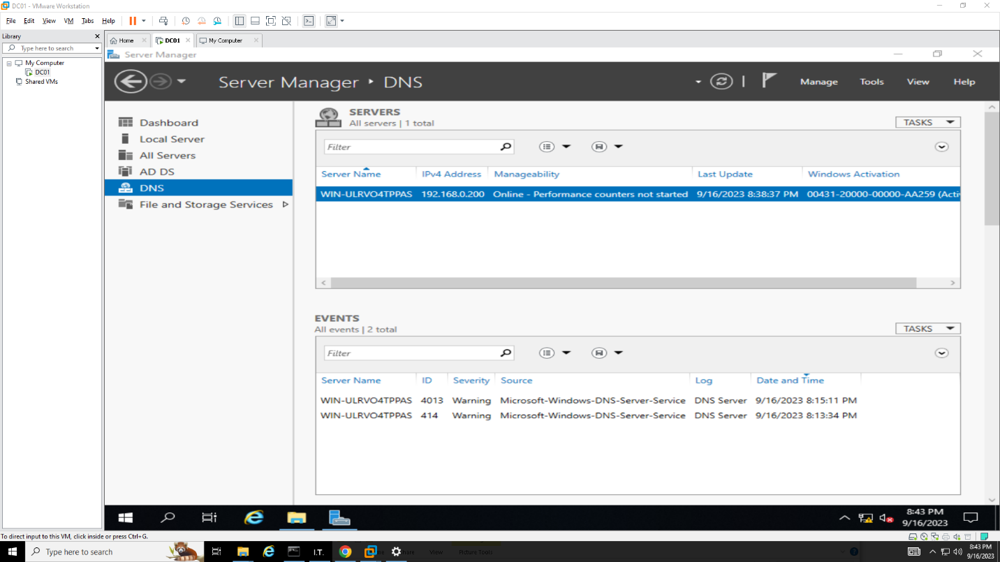 DC01 - VMware Workstation
File Edit View VM Tabs Help
Library
Type here to search
My Computer
DC01
Shared VMs
Home DC01 My Computer
Server Manager
Server Manager DNS
Manage Tools View Help
Dashboard
Local Server
All Servers
AD DS
DNS
File and Storage Services
SERVERS
All servers | 1 total
TASKS
Filter
Server Name IPv4 Address Manageability Last Update Windows Activation
WIN-ULRVO4TPPAS 192.168.0.200 Online - Performance counters not started 9/16/2023 8:38:37 PM 00431-20000-00000-AA259 (Acti
EVENTS
All events | 2 total
TASKS
Filter
Server Name ID Severity Source Log Date and Time
WIN-ULRVO4TPPAS 4013 Warning Microsoft-Windows-DNS-Server-Service DNS Server 9/16/2023 8:15:11 PM
WIN-ULRVO4TPPAS 414 Warning Microsoft-Windows-DNS-Server-Service DNS Server 9/16/2023 8:13:34 PM
8:43 PM
9/16/2023
To direct input to this VM, click inside or press Ctrl+G.
Type here to search
I.T.
View Picture Tools
8:43 PM
9/16/2023